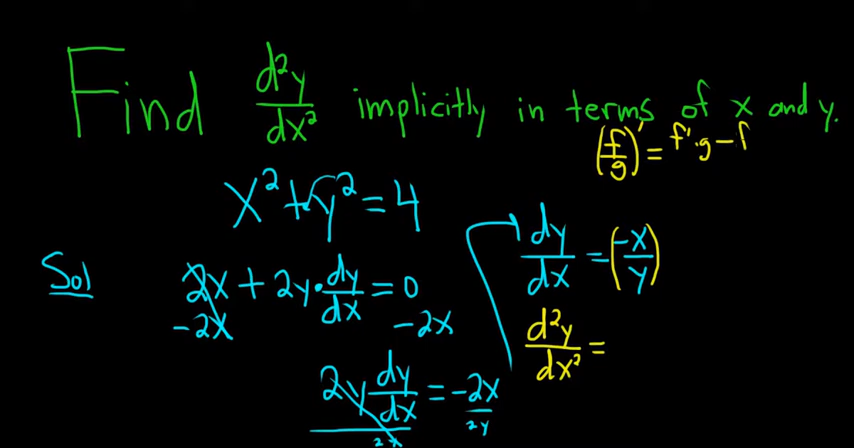 Find d²y/dx² implicitly in terms of x and y.
(f/g)' = f'·g - f
x² + y² = 4
Sol
2x + 2y·dy/dx = 0
-2x -2x
2y dy/dx = -2x
2y
dy/dx = (-x/y)
d²y/dx² =